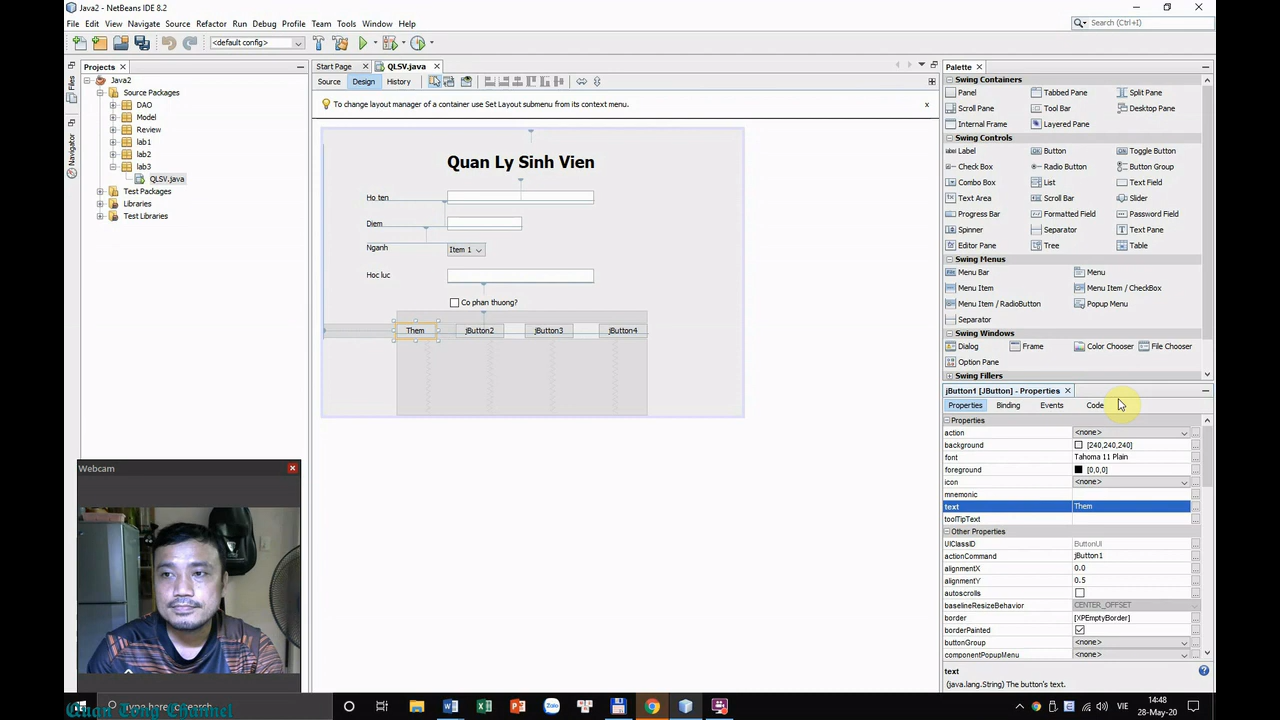 Java2 - NetBeans IDE 8.2
File Edit View Navigate Source Refactor Run Debug Profile Team Tools Window Help
Search (Ctrl+I)
<default config>
Projects
Files
Navigator
Java2
Source Packages
DAO
Model
Review
lab1
lab2
lab3
QLSV.java
Test Packages
Libraries
Test Libraries
Start Page QLSV.java
Source Design History
To change layout manager of a container use Set Layout submenu from its context menu.
Quan Ly Sinh Vien
Ho ten
Diem
Nganh Item 1
Hoc luc
Co phan thuong?
Them jButton2 jButton3 jButton4
Palette
Swing Containers
Panel Tabbed Pane Split Pane
Scroll Pane Tool Bar Desktop Pane
Internal Frame Layered Pane
Swing Controls
Label Button Toggle Button
Check Box Radio Button Button Group
Combo Box List Text Field
Text Area Scroll Bar Slider
Progress Bar Formatted Field Password Field
Spinner Separator Text Pane
Editor Pane Tree Table
Swing Menus
Menu Bar Menu
Menu Item Menu Item / CheckBox
Menu Item / RadioButton Popup Menu
Separator
Swing Windows
Dialog Frame Color Chooser File Chooser
Option Pane
Swing Fillers
jButton1 [JButton] - Properties
Properties Binding Events Code
Properties
action <none>
background [240,240,240]
font Tahoma 11 Plain
foreground [0,0,0]
icon <none>
mnemonic
text Them
toolTipText
Other Properties
UIClassID ButtonUI
actionCommand jButton1
alignmentX 0.0
alignmentY 0.5
autoscrolls
baselineResizeBehavior CENTER_OFFSET
border [XPEmptyBorder]
borderPainted
buttonGroup <none>
componentPopupMenu <none>
text
(java.lang.String) The button's text.
Webcam
Type here to search
Quan Tong Channel
VIE
14:48
28-May-20